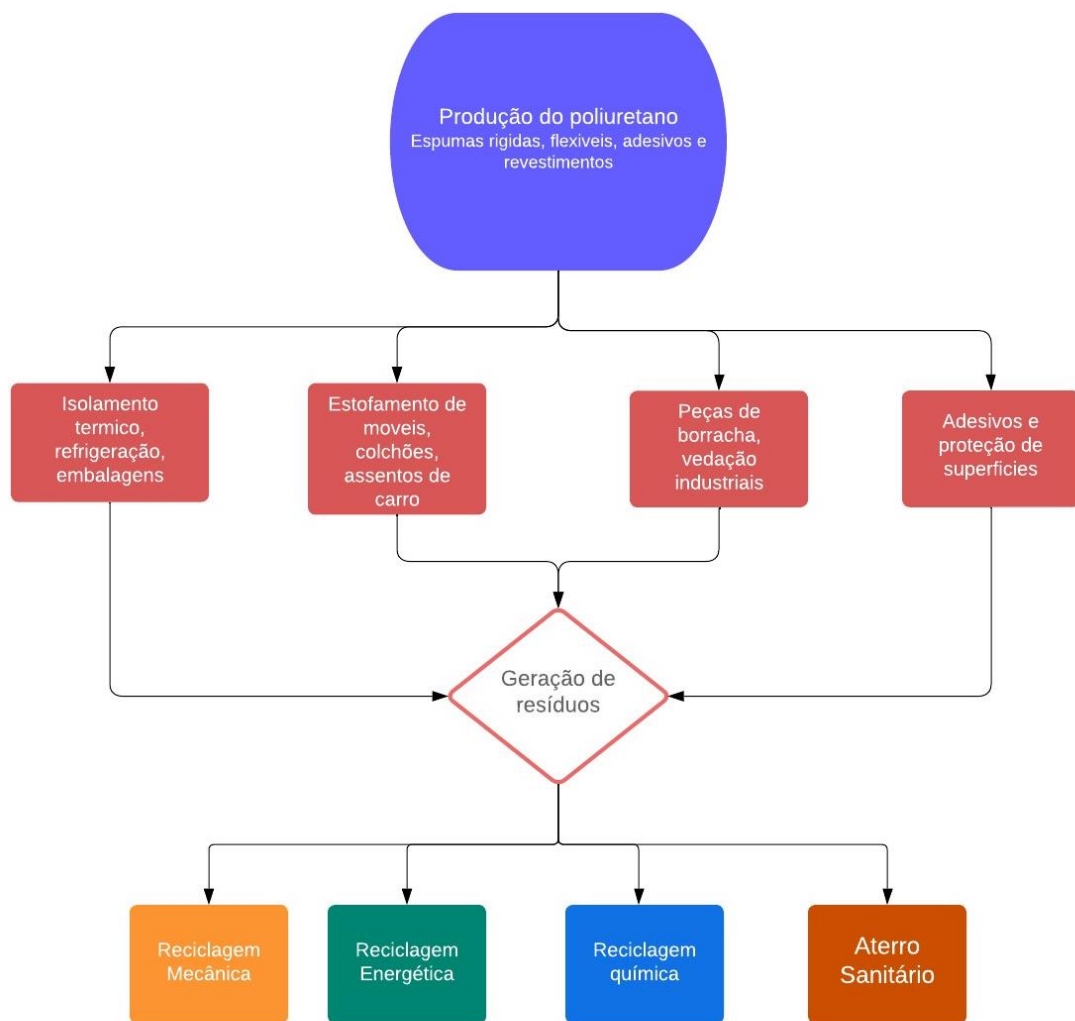 Produção do poliuretano
Espumas rigidas, flexiveis, adesivos e
revestimentos
Isolamento
termico,
refrigeração,
embalagens
Estofamento de
moveis,
colchões,
assentos de
carro
Peças de
borracha,
vedação
industriais
Adesivos e
proteção de
superficies
Geração de
resíduos
Reciclagem
Mecânica
Reciclagem
Energética
Reciclagem
química
Aterro
Sanitário